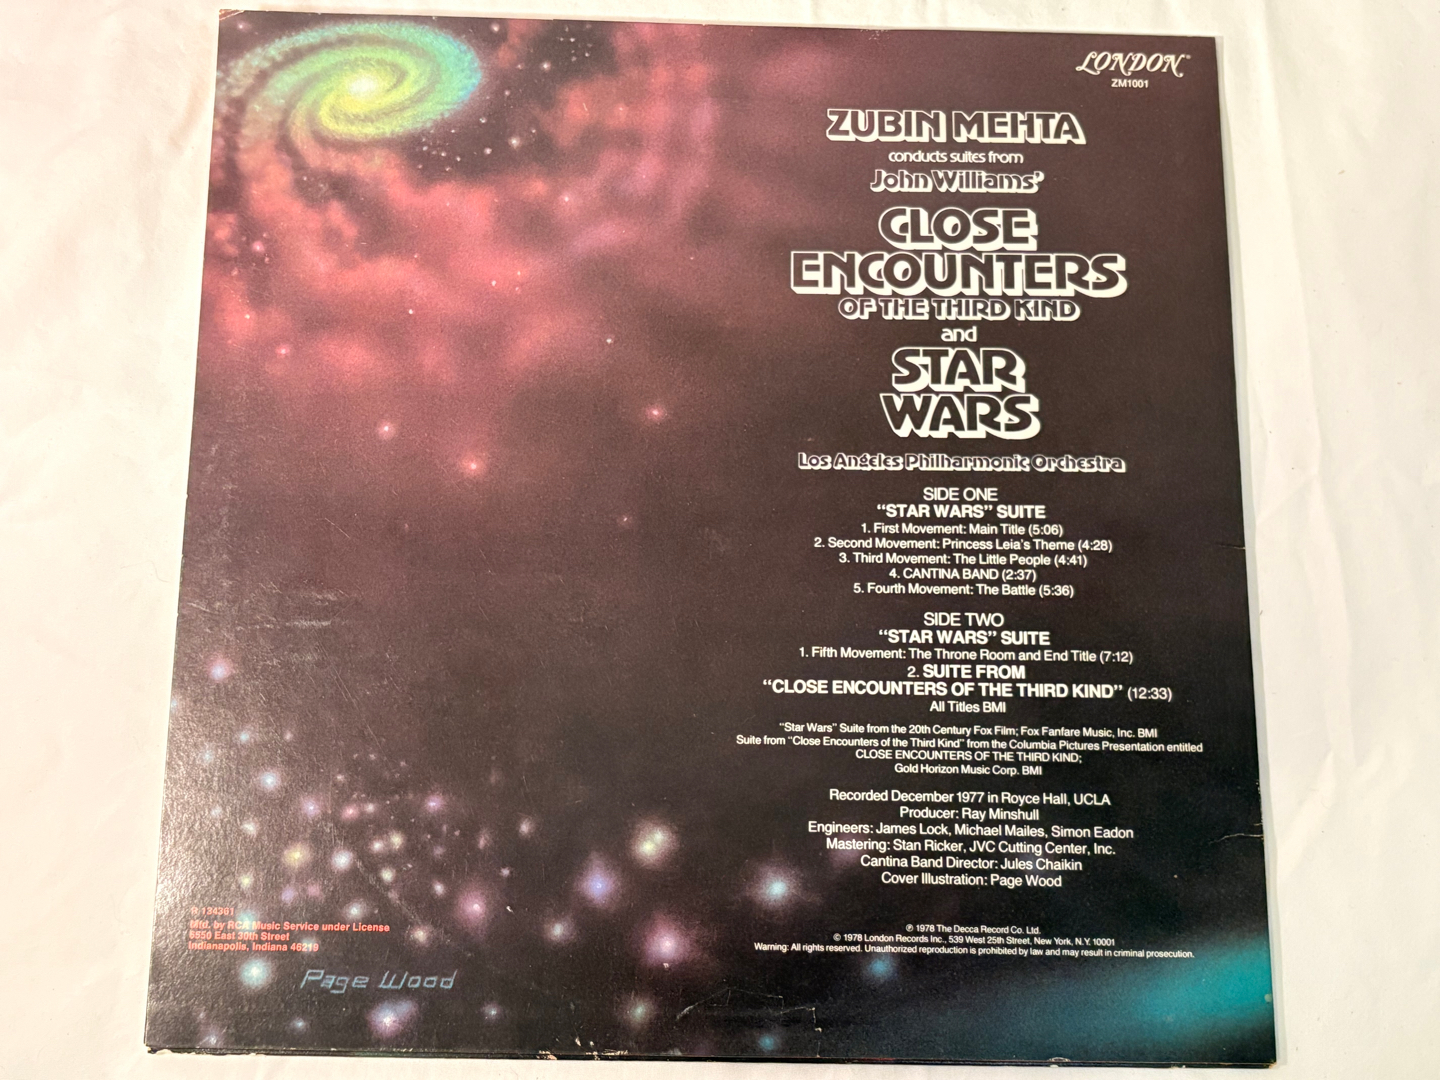 LONDON®
ZM1001
ZUBIN MEHTA
conducts suites from
John Williams'
CLOSE
ENCOUNTERS
OF THE THIRD KIND
and
STAR
WARS
Los Angeles Philharmonic Orchestra
SIDE ONE
“STAR WARS” SUITE
1. First Movement: Main Title (5:06)
2. Second Movement: Princess Leia's Theme (4:28)
3. Third Movement: The Little People (4:41)
4. CANTINA BAND (2:37)
5. Fourth Movement: The Battle (5:36)
SIDE TWO
“STAR WARS” SUITE
1. Fifth Movement: The Throne Room and End Title (7:12)
2. SUITE FROM
“CLOSE ENCOUNTERS OF THE THIRD KIND” (12:33)
All Titles BMI
“Star Wars” Suite from the 20th Century Fox Film; Fox Fanfare Music, Inc. BMI
Suite from “Close Encounters of the Third Kind” from the Columbia Pictures Presentation entitled
CLOSE ENCOUNTERS OF THE THIRD KIND;
Gold Horizon Music Corp. BMI
Recorded December 1977 in Royce Hall, UCLA
Producer: Ray Minshull
Engineers: James Lock, Michael Mailes, Simon Eadon
Mastering: Stan Ricker, JVC Cutting Center, Inc.
Cantina Band Director: Jules Chaikin
Cover Illustration: Page Wood
℗ 1978 The Decca Record Co. Ltd.
© 1978 London Records Inc., 539 West 25th Street, New York, N.Y. 10001
Warning: All rights reserved. Unauthorized reproduction is prohibited by law and may result in criminal prosecution.
R 134361
Mfd. by RCA Music Service under License
6550 East 30th Street
Indianapolis, Indiana 46219
Page Wood